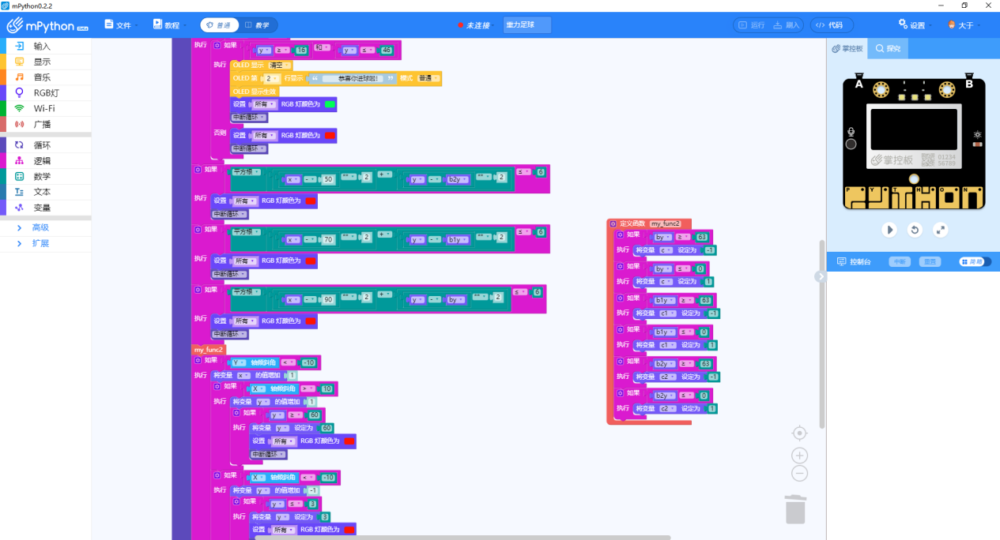 mPython0.2.2
mPython Beta 文件 教程 普通 教学 未连接 重力足球 运行 刷入 代码 设置 大于
输入
显示
音乐
RGB灯
Wi-Fi
广播
循环
逻辑
数学
文本
变量
高级
扩展
执行 如果 y ≥ 16 和 y ≤ 46
执行 OLED 显示 清空
OLED 第 2 行显示 “ 恭喜你进球啦! ” 模式 普通
OLED 显示生效
设置 所有 RGB 灯颜色为
中断循环
否则 设置 所有 RGB 灯颜色为
中断循环
如果 平方根 x - 50 ** 2 + y - b2y ** 2 ≤ 6
执行 设置 所有 RGB 灯颜色为
中断循环
如果 平方根 x - 70 ** 2 + y - b1y ** 2 ≤ 6
执行 设置 所有 RGB 灯颜色为
中断循环
如果 平方根 x - 90 ** 2 + y - by ** 2 ≤ 6
执行 设置 所有 RGB 灯颜色为
中断循环
my_func2
如果 Y 轴倾斜角 < -10
执行 将变量 x 的值增加 1
如果 X 轴倾斜角 > 10
执行 将变量 y 的值增加 1
如果 y ≥ 60
执行 将变量 y 设定为 60
设置 所有 RGB 灯颜色为
中断循环
如果 X 轴倾斜角 < -10
执行 将变量 y 的值增加 -1
如果 y ≤ 3
执行 将变量 y 设定为 3
设置 所有 RGB 灯颜色为
定义函数 my_func2
如果 by ≥ 63
执行 将变量 c 设定为 -1
如果 by ≤ 0
执行 将变量 c 设定为 1
如果 b1y ≥ 63
执行 将变量 c1 设定为 -1
如果 b1y ≤ 0
执行 将变量 c1 设定为 1
如果 b2y ≥ 63
执行 将变量 c2 设定为 -1
如果 b2y ≤ 0
执行 将变量 c2 设定为 1
掌控板 探究
A B
掌控板 01234
56789
P Y T H O N
PYTHON
控制台 中断 重置 简略